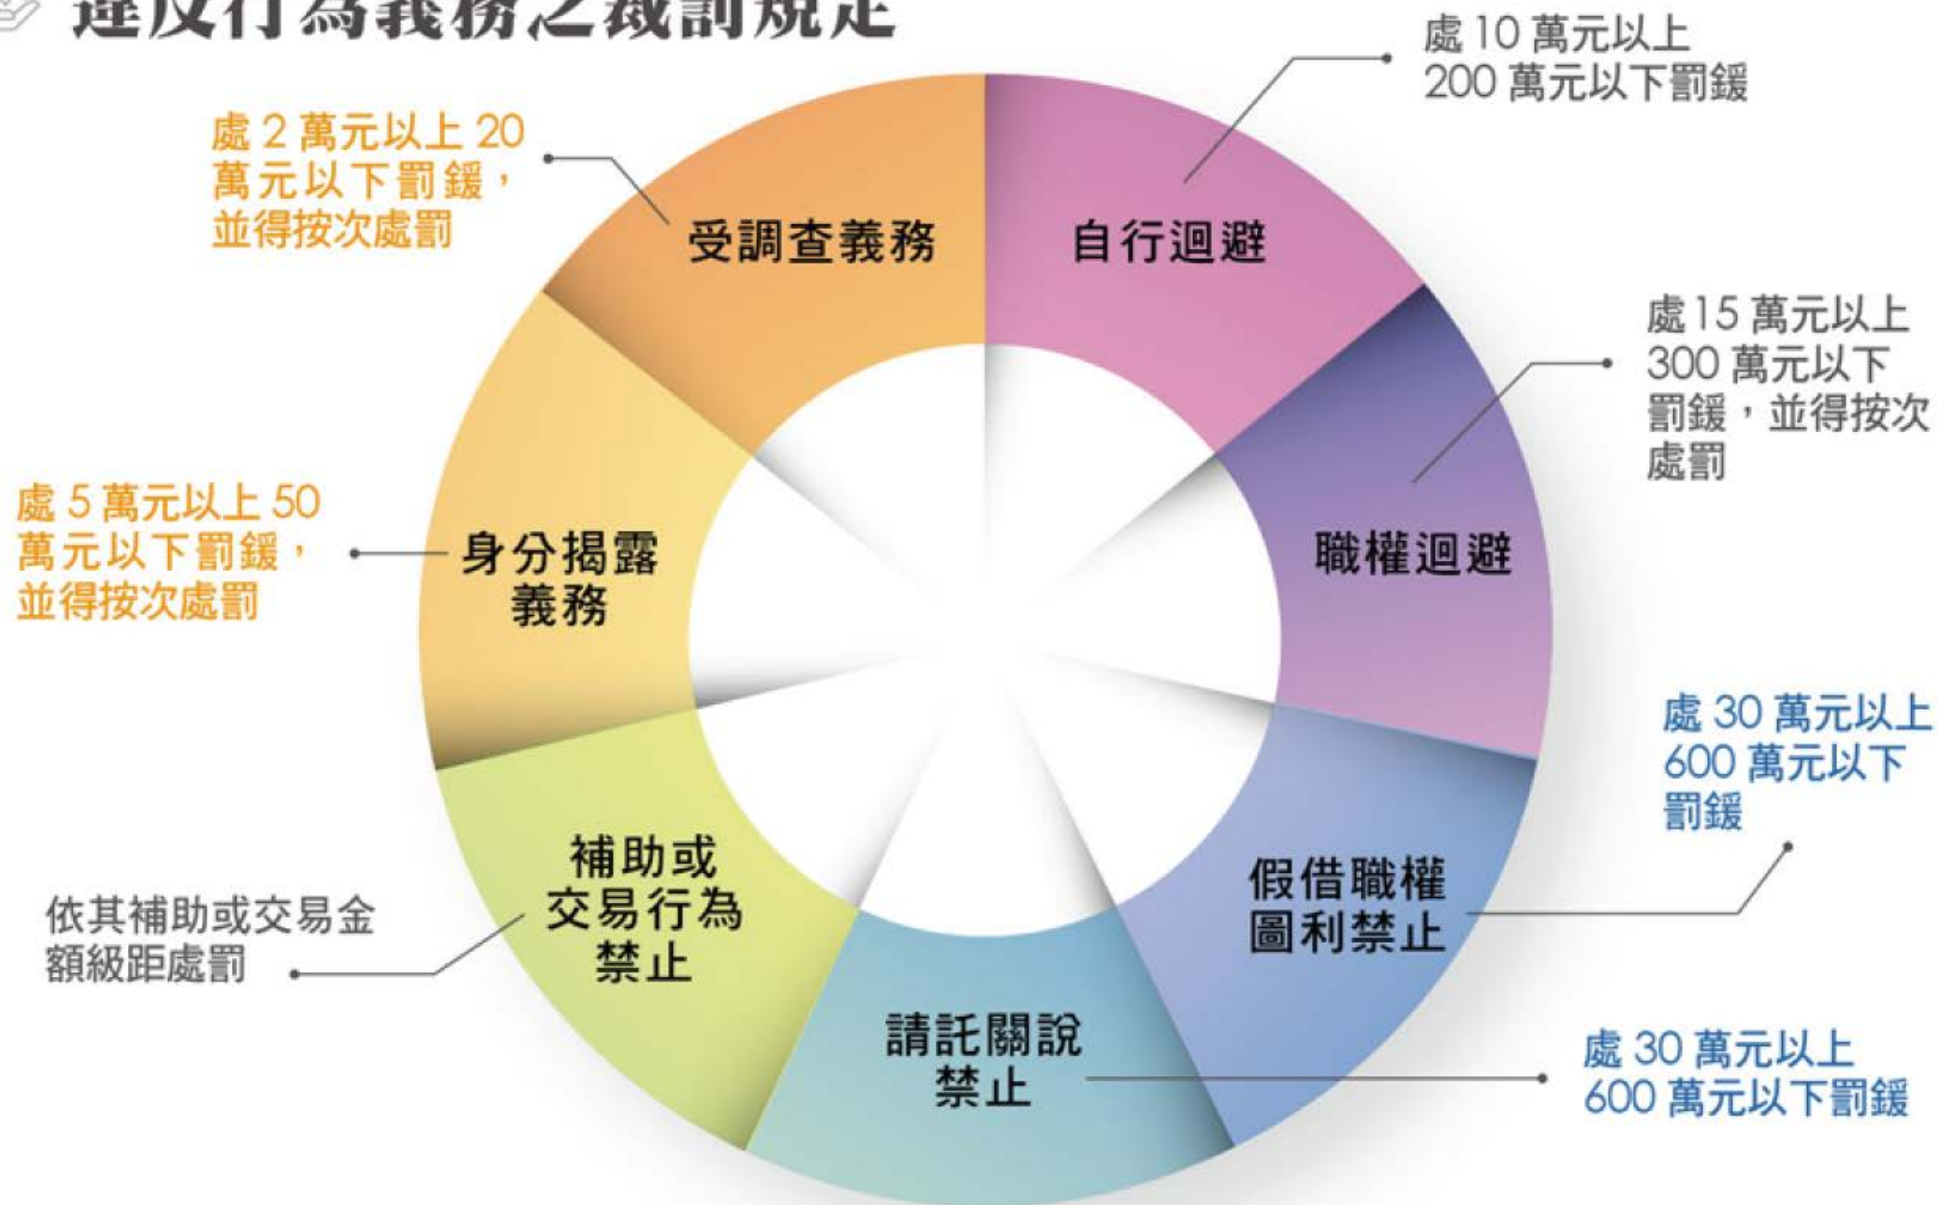 違反行為義務之裁罰規定
處 10 萬元以上
200 萬元以下罰鍰
自行迴避
處 15 萬元以上
300 萬元以下
罰鍰，並得按次
處罰
職權迴避
處 30 萬元以上
600 萬元以下
罰鍰
假借職權
圖利禁止
處 30 萬元以上
600 萬元以下罰鍰
請託關說
禁止
依其補助或交易金
額級距處罰
補助或
交易行為
禁止
處 5 萬元以上 50
萬元以下罰鍰，
並得按次處罰
身分揭露
義務
處 2 萬元以上 20
萬元以下罰鍰，
並得按次處罰
受調查義務